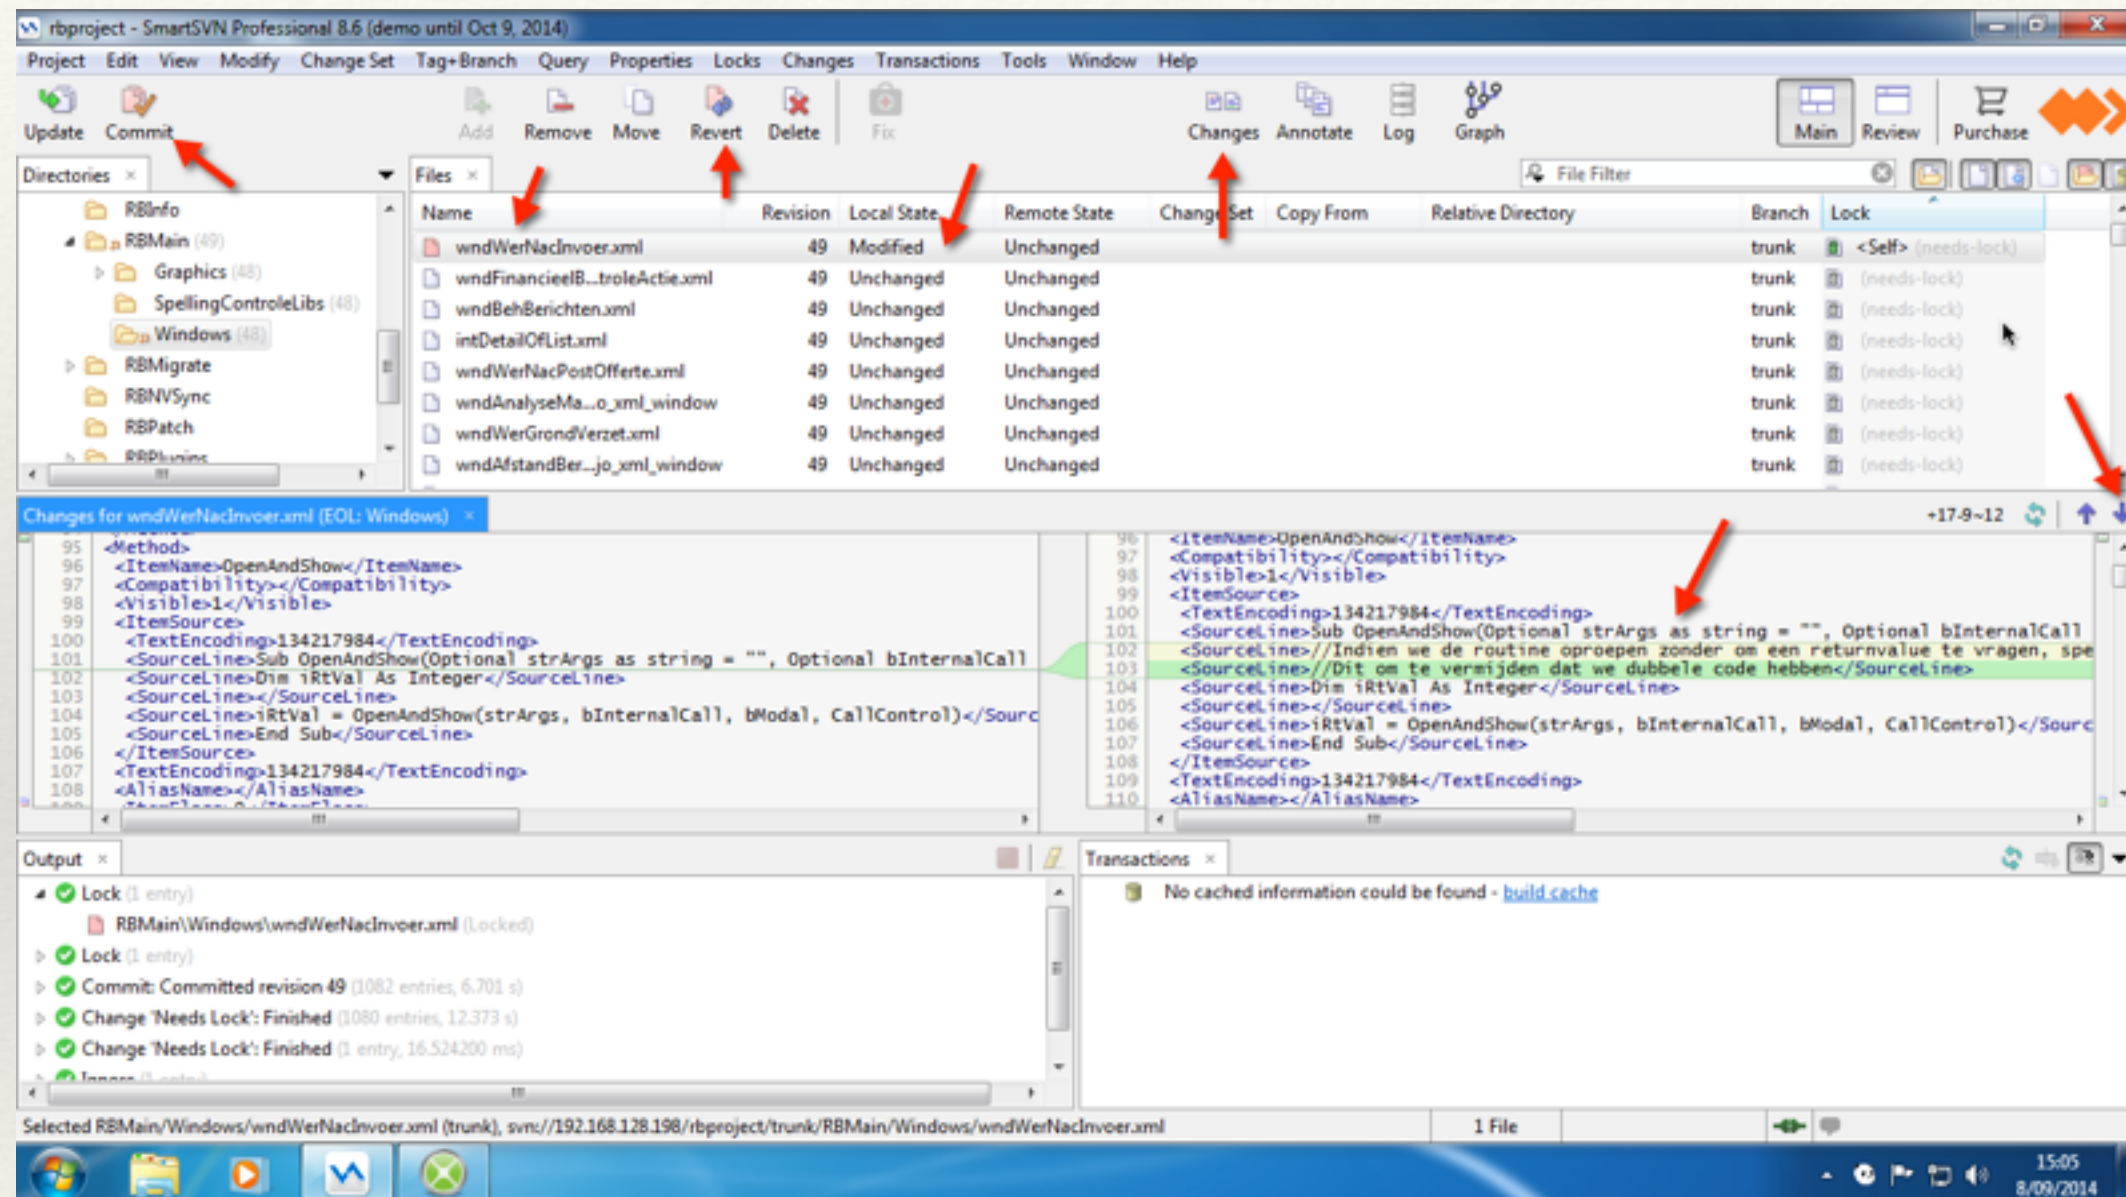 rbproject - SmartSVN Professional 8.6 (demo until Oct 9, 2014)
Project Edit View Modify Change Set Tag+Branch Query Properties Locks Changes Transactions Tools Window Help
Update Commit Add Remove Move Revert Delete Fix Changes Annotate Log Graph Main Review Purchase
Directories × Files × File Filter
RBInfo
RBMain (49)
Graphics (48)
SpellingControleLibs (48)
Windows (48)
RBMigrate
RBNVSync
RBPatch
RBPlugins
Name Revision Local State Remote State Change Set Copy From Relative Directory Branch Lock
wndWerNacInvoer.xml 49 Modified Unchanged trunk <Self> (needs-lock)
wndFinancieelB...troleActie.xml 49 Unchanged Unchanged trunk (needs-lock)
wndBehBerichten.xml 49 Unchanged Unchanged trunk (needs-lock)
intDetailOfList.xml 49 Unchanged Unchanged trunk (needs-lock)
wndWerNacPostOfferte.xml 49 Unchanged Unchanged trunk (needs-lock)
wndAnalyseMa...o_xml_window 49 Unchanged Unchanged trunk (needs-lock)
wndWerGrondVerzet.xml 49 Unchanged Unchanged trunk (needs-lock)
wndAfstandBer...jo_xml_window 49 Unchanged Unchanged trunk (needs-lock)
Changes for wndWerNacInvoer.xml (EOL: Windows) × +17-9~12
95 <Method>
96 <ItemName>OpenAndShow</ItemName>
97 <Compatibility></Compatibility>
98 <Visible>1</Visible>
99 <ItemSource>
100 <TextEncoding>134217984</TextEncoding>
101 <SourceLine>Sub OpenAndShow(Optional strArgs as string = "", Optional bInternalCall
102 <SourceLine>Dim iRtVal As Integer</SourceLine>
103 <SourceLine></SourceLine>
104 <SourceLine>iRtVal = OpenAndShow(strArgs, bInternalCall, bModal, CallControl)</Sourc
105 <SourceLine>End Sub</SourceLine>
106 </ItemSource>
107 <TextEncoding>134217984</TextEncoding>
108 <AliasName></AliasName>
96 <ItemName>OpenAndShow</ItemName>
97 <Compatibility></Compatibility>
98 <Visible>1</Visible>
99 <ItemSource>
100 <TextEncoding>134217984</TextEncoding>
101 <SourceLine>Sub OpenAndShow(Optional strArgs as string = "", Optional bInternalCall
102 <SourceLine>//Indien we de routine oproepen zonder om een returnvalue te vragen, spe
103 <SourceLine>//Dit om te vermijden dat we dubbele code hebben</SourceLine>
104 <SourceLine>Dim iRtVal As Integer</SourceLine>
105 <SourceLine></SourceLine>
106 <SourceLine>iRtVal = OpenAndShow(strArgs, bInternalCall, bModal, CallControl)</Sourc
107 <SourceLine>End Sub</SourceLine>
108 </ItemSource>
109 <TextEncoding>134217984</TextEncoding>
110 <AliasName></AliasName>
Output ×
Lock (1 entry)
RBMain\Windows\wndWerNacInvoer.xml (Locked)
Lock (1 entry)
Commit: Committed revision 49 (1082 entries, 6.701 s)
Change 'Needs Lock': Finished (1080 entries, 12.373 s)
Change 'Needs Lock': Finished (1 entry, 16.524200 ms)
Ignore (1 entry)
Transactions ×
No cached information could be found - build cache
Selected RBMain/Windows/wndWerNacInvoer.xml (trunk), svn://192.168.128.198/rbproject/trunk/RBMain/Windows/wndWerNacInvoer.xml 1 File
15:05
8/09/2014